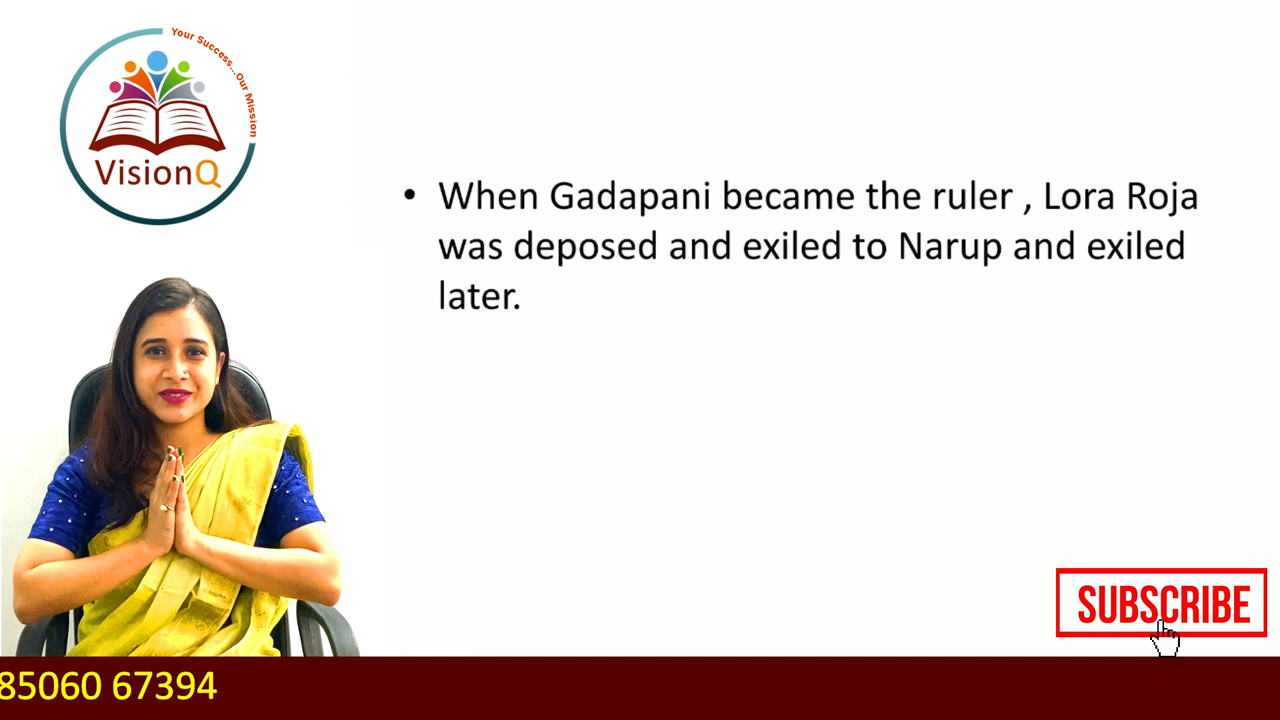 Your Success...Our Mission
VisionQ
• When Gadapani became the ruler , Lora Roja
was deposed and exiled to Narup and exiled
later.
SUBSCRIBE
85060 67394